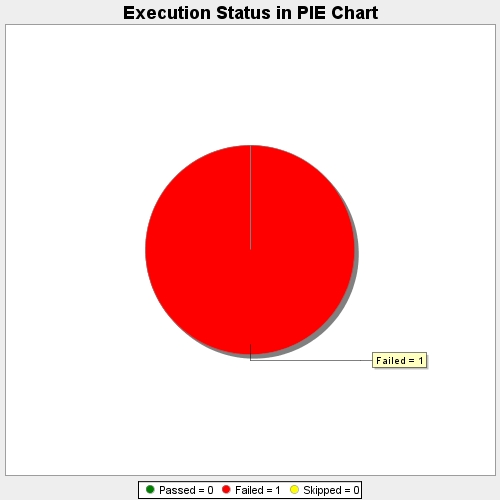 Execution Status in PIE Chart
Failed = 1
Passed = 0 Failed = 1 Skipped = 0